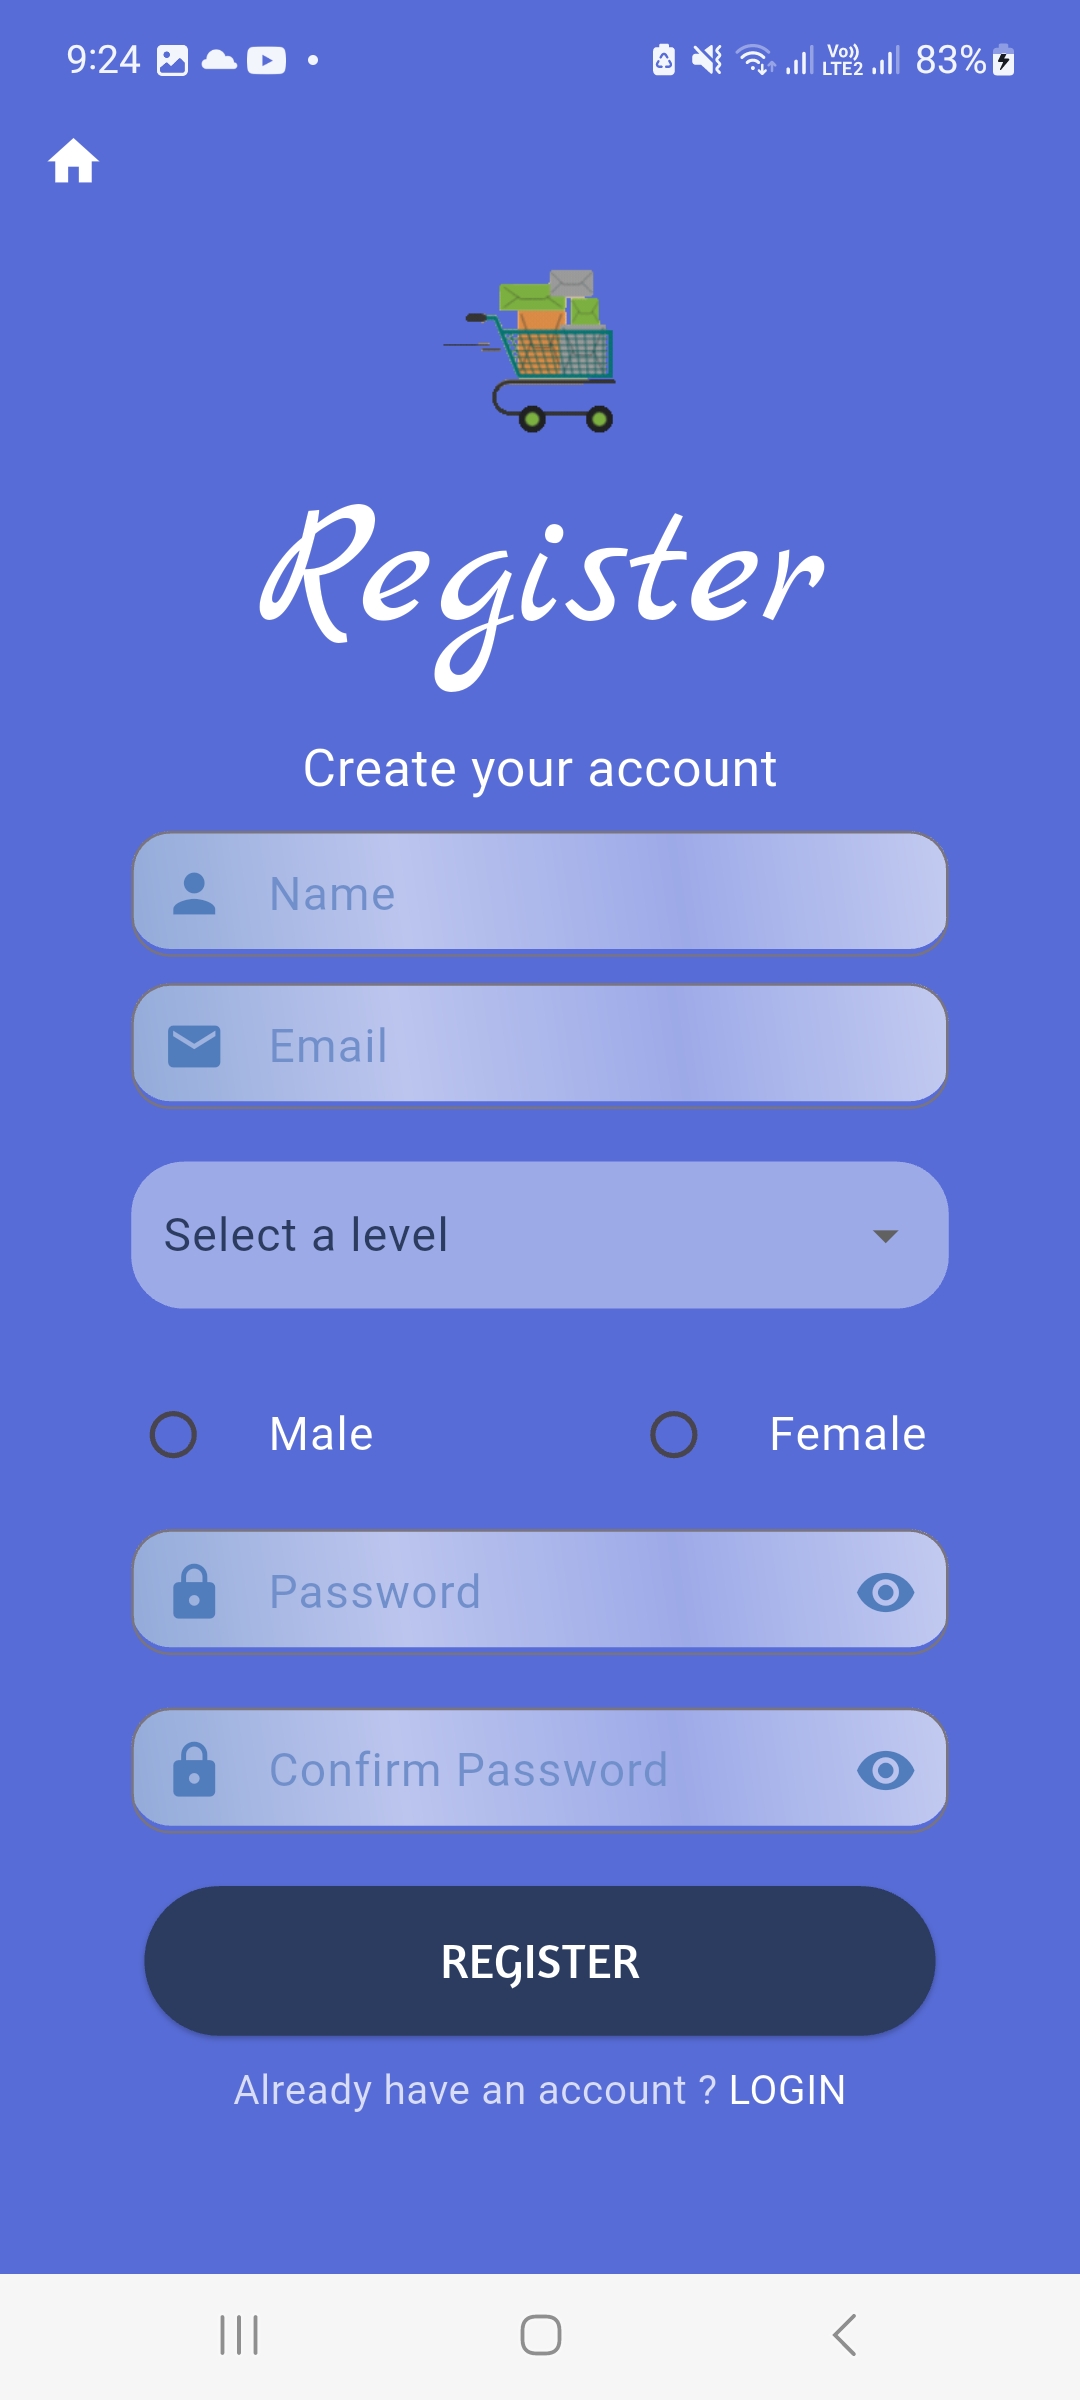 9:24 Vo)) LTE2 83%
Register
Create your account
Name
Email
Select a level
Male Female
Password
Confirm Password
REGISTER
Already have an account ? LOGIN